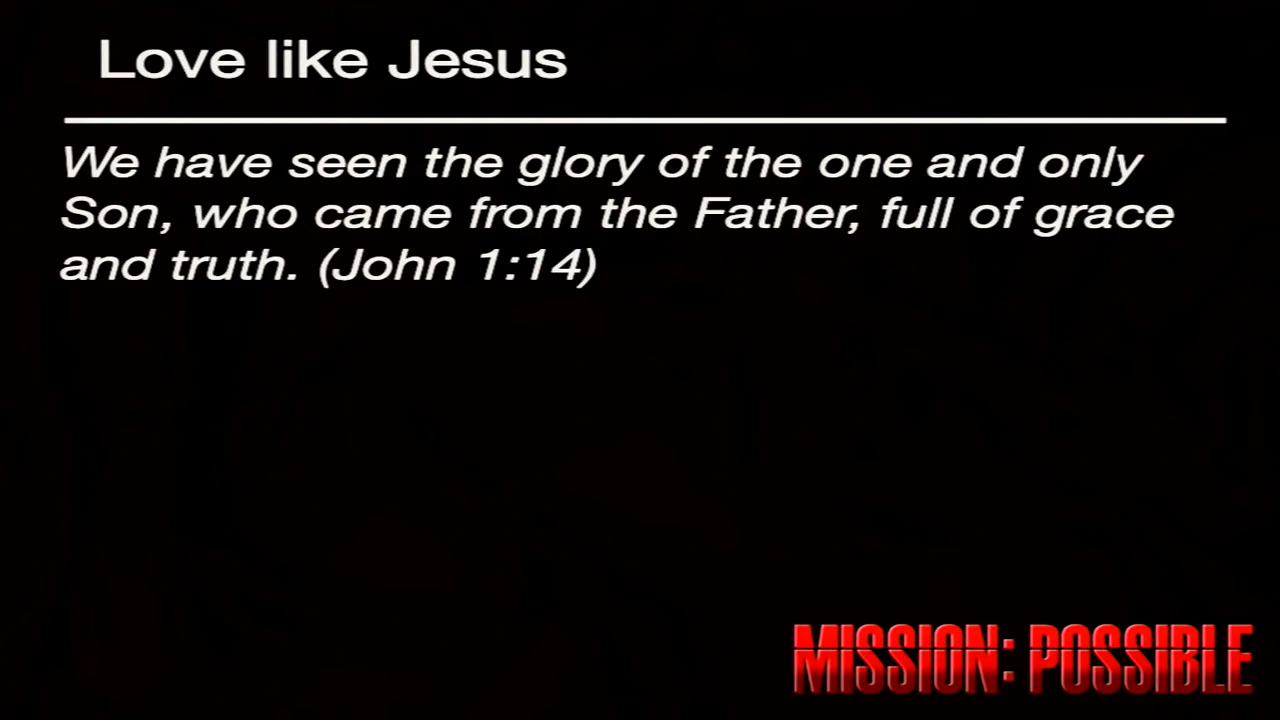 Love like Jesus
We have seen the glory of the one and only
Son, who came from the Father, full of grace
and truth. (John 1:14)
MISSION: POSSIBLE